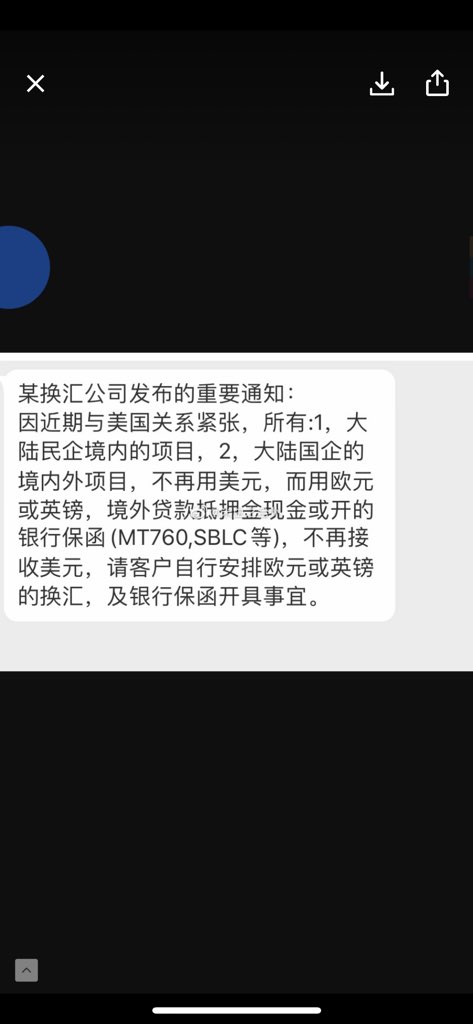 某换汇公司发布的重要通知：
因近期与美国关系紧张，所有:1，大
陆民企境内的项目，2，大陆国企的
境内外项目，不再用美元，而用欧元
或英镑，境外贷款抵押金现金或开的
银行保函(MT760,SBLC等)，不再接
收美元，请客户自行安排欧元或英镑
的换汇，及银行保函开具事宜。